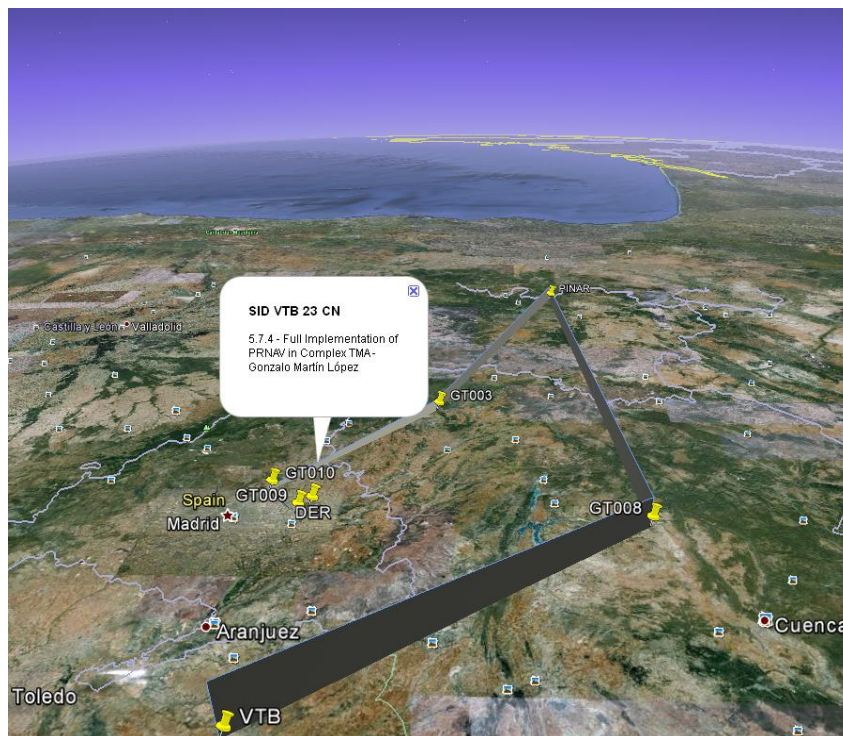 PINAR
SID VTB 23 CN
5.7.4 - Full Implementation of
PRNAV in Complex TMA-
Gonzalo Martín López
Castilla y León
Valladolid
GT003
GT010
GT009
Spain
DER
Madrid
GT008
Aranjuez
Cuenca
Toledo
VTB